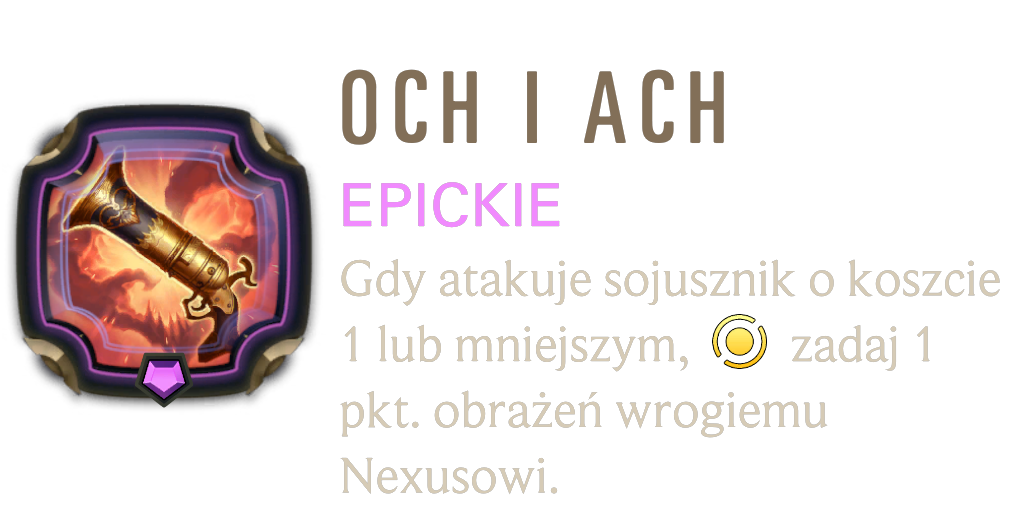 OCH I ACH
EPICKIE
Gdy atakuje sojusznik o koszcie
1 lub mniejszym, zadaj 1
pkt. obrażeń wrogiemu
Nexusowi.